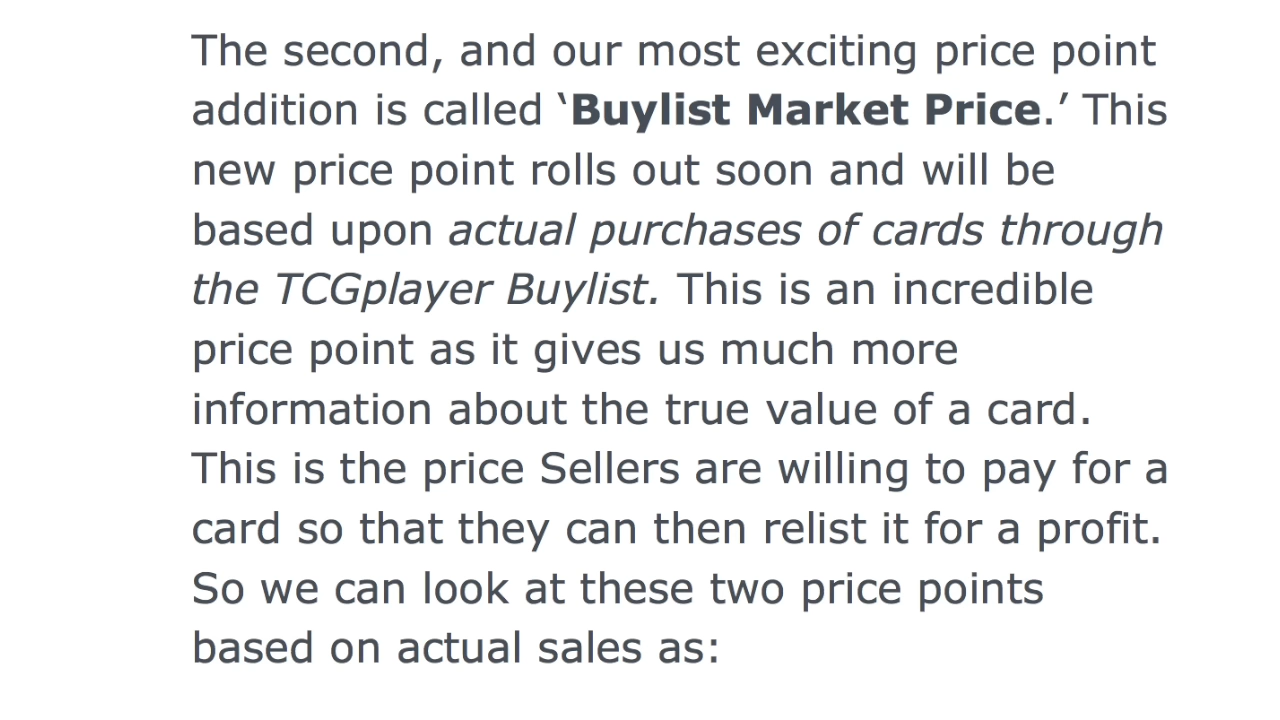 The second, and our most exciting price point
addition is called ‘Buylist Market Price.’ This
new price point rolls out soon and will be
based upon actual purchases of cards through
the TCGplayer Buylist. This is an incredible
price point as it gives us much more
information about the true value of a card.
This is the price Sellers are willing to pay for a
card so that they can then relist it for a profit.
So we can look at these two price points
based on actual sales as: